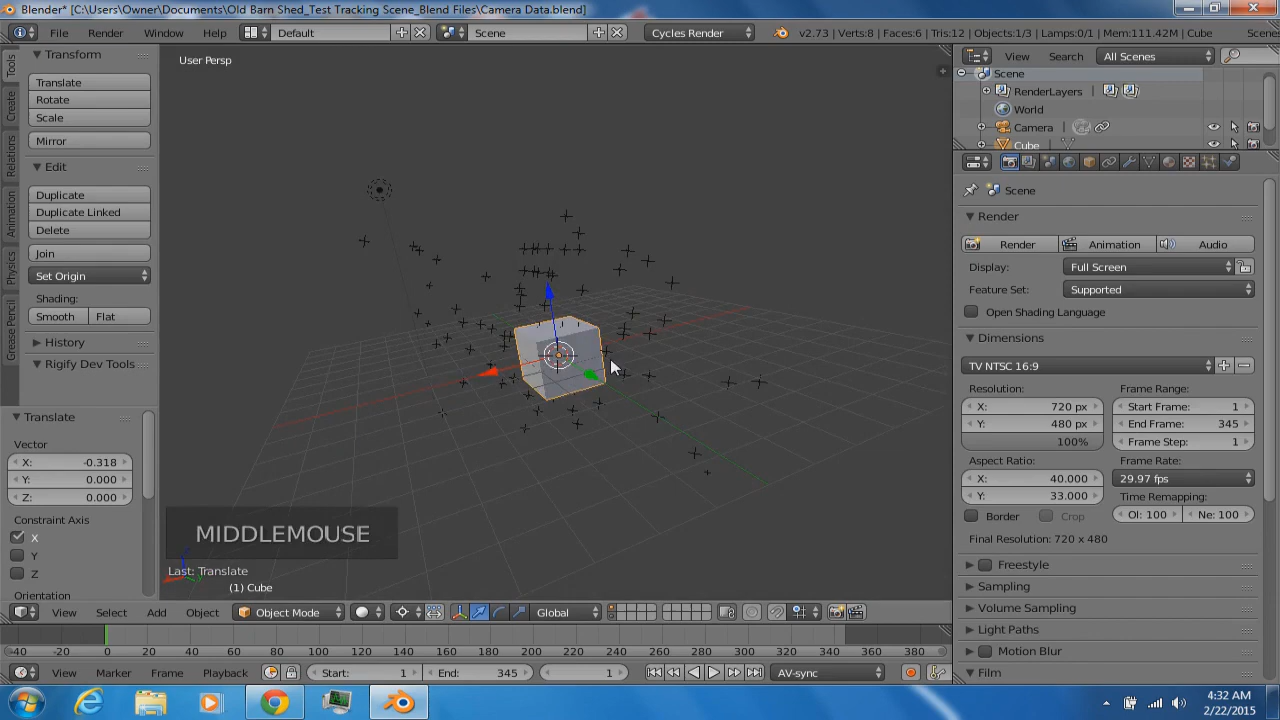 Blender* [C:\Users\Owner\Documents\Old Barn Shed_Test Tracking Scene_Blend Files\Camera Data.blend]
File Render Window Help Default Scene Cycles Render v2.73 | Verts:8 | Faces:6 | Tris:12 | Objects:1/3 | Lamps:0/1 | Mem:111.42M | Cube
Tools
Create
Relations
Animation
Physics
Grease Pencil
Transform
Translate
Rotate
Scale
Mirror
Edit
Duplicate
Duplicate Linked
Delete
Join
Set Origin
Shading:
Smooth Flat
History
Rigify Dev Tools
Translate
Vector
X: -0.318
Y: 0.000
Z: 0.000
Constraint Axis
X
Y
Z
Orientation
User Persp
MIDDLEMOUSE
Last: Translate
(1) Cube
View Search All Scenes
Scene
RenderLayers
World
Camera
Cube
Scene
Render
Render Animation Audio
Display: Full Screen
Feature Set: Supported
Open Shading Language
Dimensions
TV NTSC 16:9
Resolution: Frame Range:
X: 720 px Start Frame: 1
Y: 480 px End Frame: 345
100% Frame Step: 1
Aspect Ratio: Frame Rate:
X: 40.000 29.97 fps
Y: 33.000 Time Remapping:
Border Crop Ol: 100 Ne: 100
Final Resolution: 720 x 480
Freestyle
Sampling
Volume Sampling
Light Paths
Motion Blur
Film
View Select Add Object Object Mode Global
-40 -20 0 20 40 60 80 100 120 140 160 180 200 220 240 260 280 300 320 340 360 380
View Marker Frame Playback Start: 1 End: 345 1 AV-sync
4:32 AM
2/22/2015